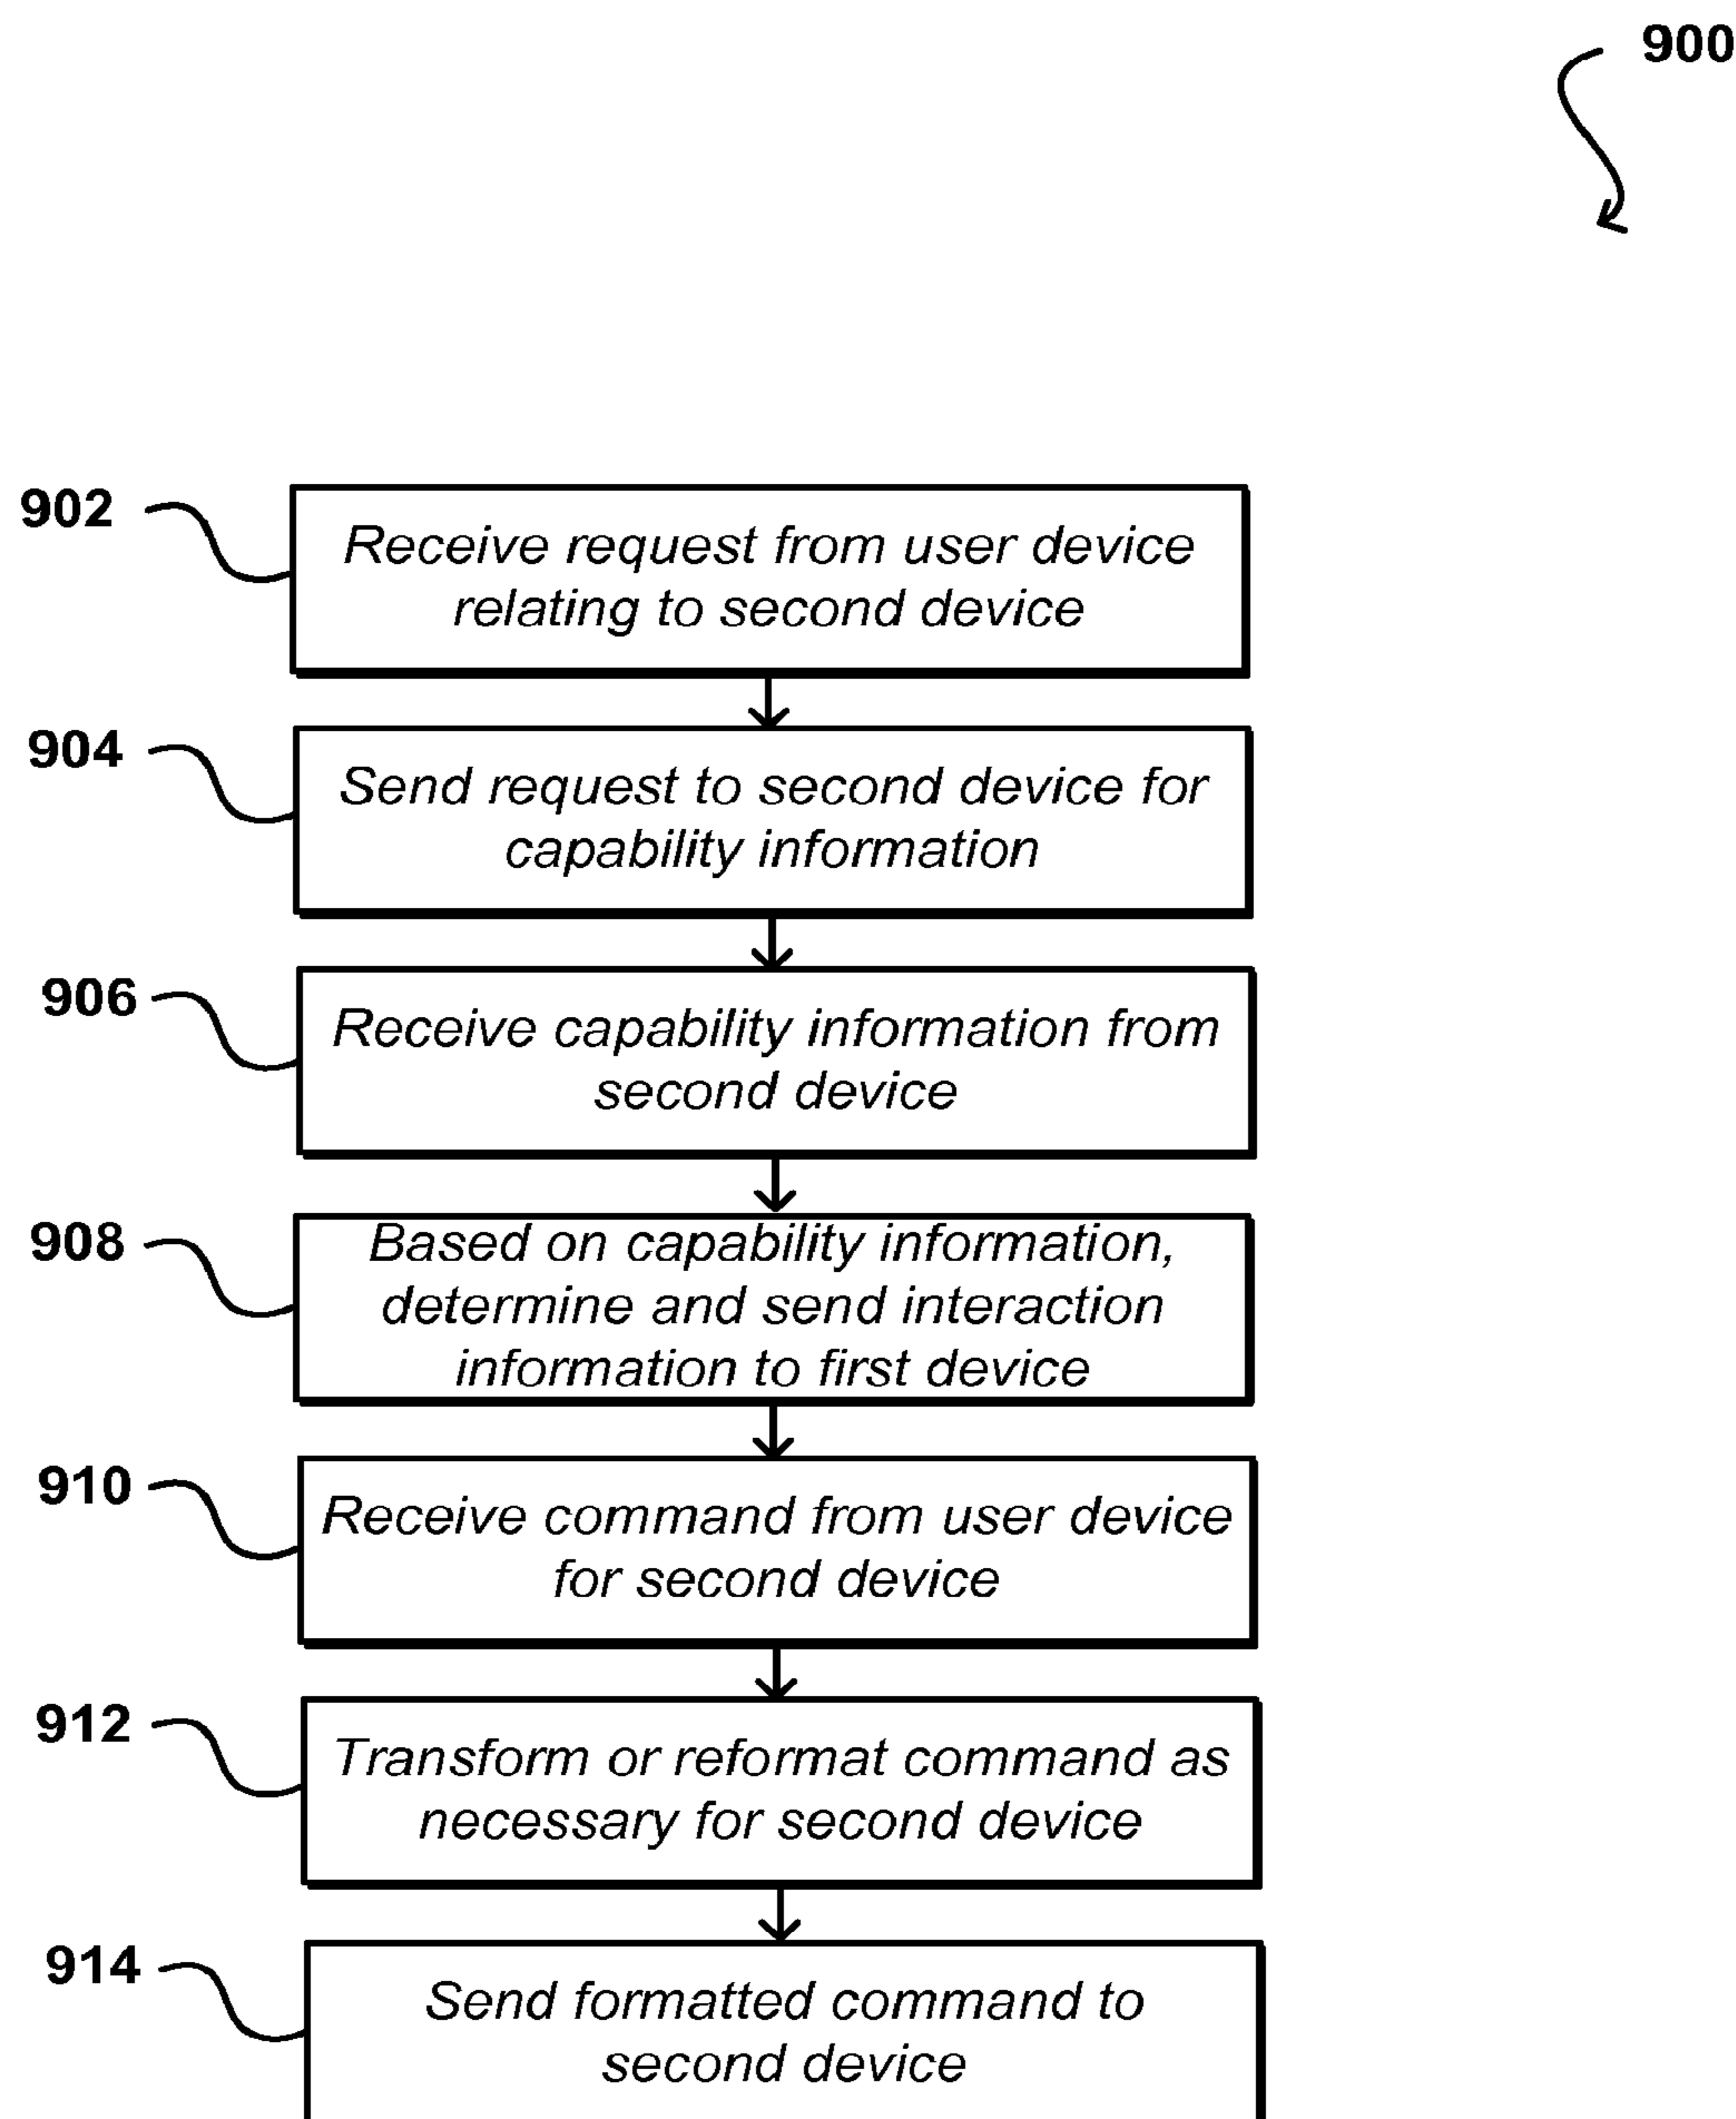 900
902
Receive request from user device
relating to second device
904
Send request to second device for
capability information
906
Receive capability information from
second device
908
Based on capability information,
determine and send interaction
information to first device
910
Receive command from user device
for second device
912
Transform or reformat command as
necessary for second device
914
Send formatted command to
second device